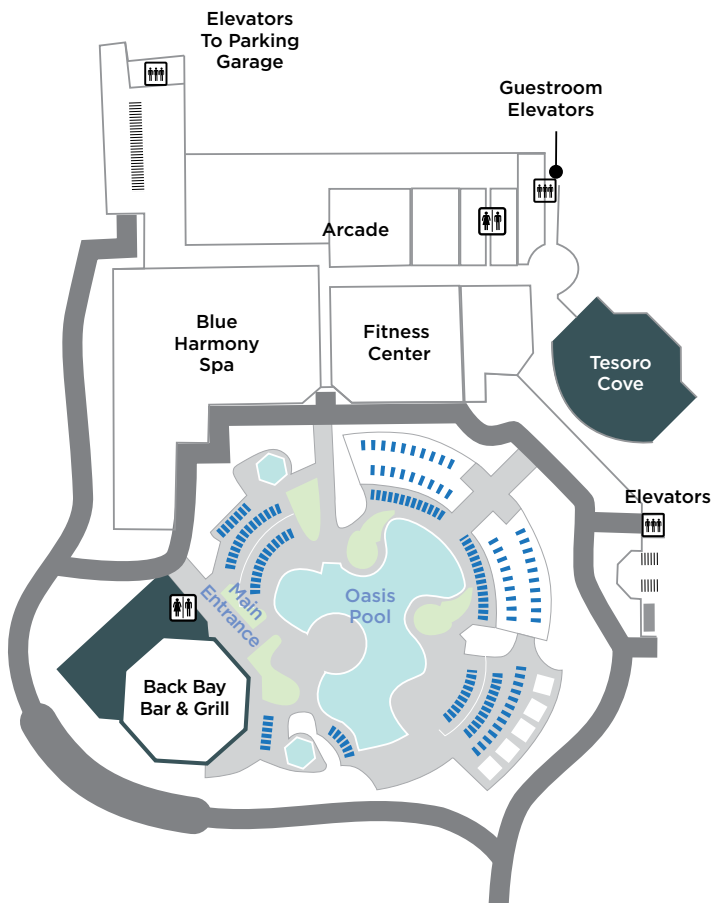 Elevators
To Parking
Garage
Guestroom
Elevators
Arcade
Blue
Harmony
Spa
Fitness
Center
Tesoro
Cove
Elevators
Main
Entrance
Oasis
Pool
Back Bay
Bar & Grill